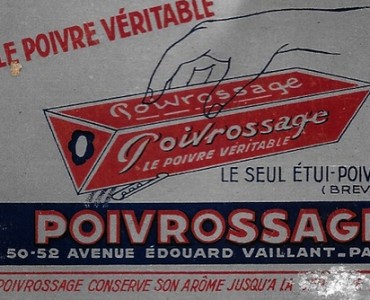 LE POIVRE VÉRITABLE
Poivrossage
Poivrossage
LE POIVRE VÉRITABLE
LE SEUL ÉTUI-POIV
(BREV
POIVROSSAGE
50-52 AVENUE ÉDOUARD VAILLANT-PA
POIVROSSAGE CONSERVE SON ARÔME JUSQU'A LA